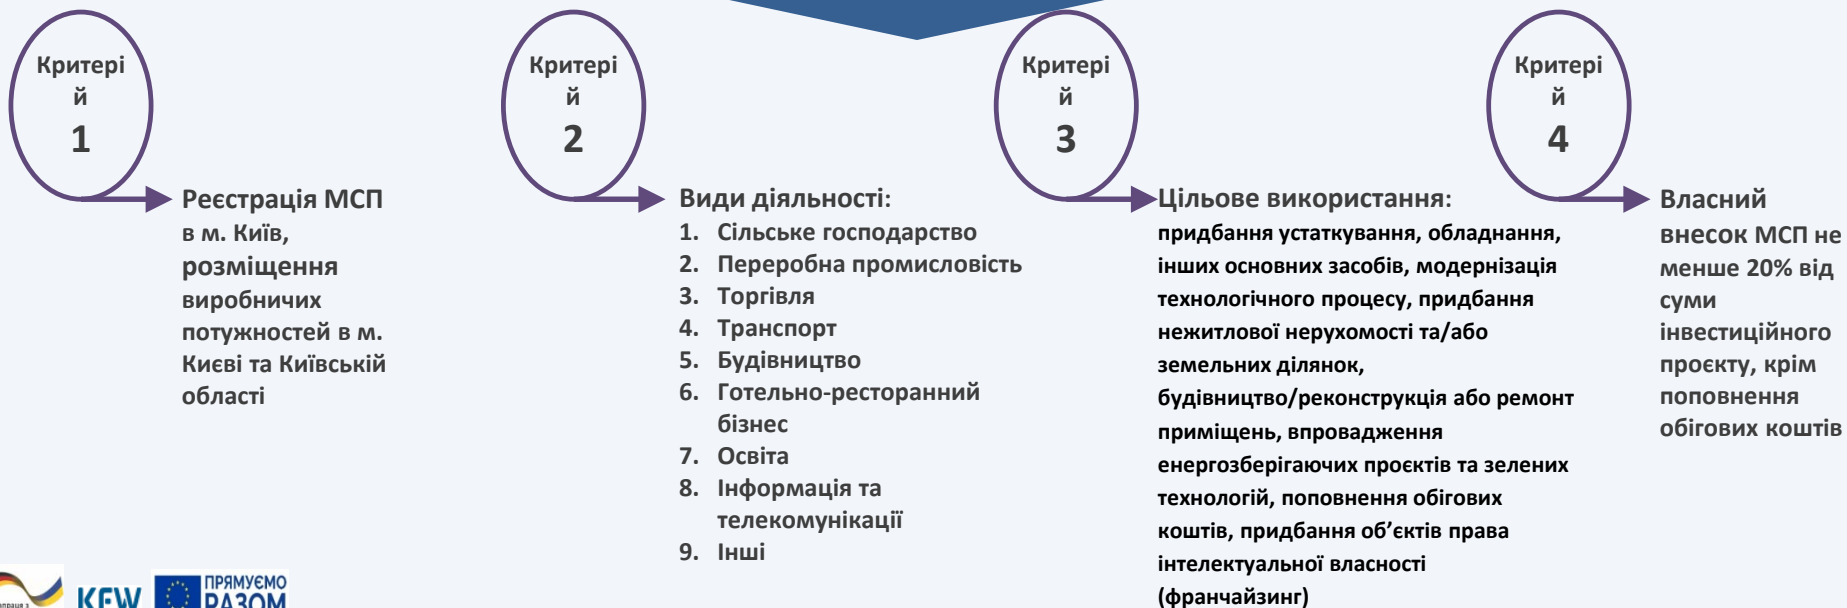 Критері
й
1
Реєстрація МСП
в м. Київ,
розміщення
виробничих
потужностей в м.
Києві та Київській
області
Критері
й
2
Види діяльності:
1. Сільське господарство
2. Переробна промисловість
3. Торгівля
4. Транспорт
5. Будівництво
6. Готельно-ресторанний
бізнес
7. Освіта
8. Інформація та
телекомунікації
9. Інші
Критері
й
3
Цільове використання:
придбання устаткування, обладнання,
інших основних засобів, модернізація
технологічного процесу, придбання
нежитлової нерухомості та/або
земельних ділянок,
будівництво/реконструкція або ремонт
приміщень, впровадження
енергозберігаючих проєктів та зелених
технологій, поповнення обігових
коштів, придбання об’єктів права
інтелектуальної власності
(франчайзинг)
Критері
й
4
Власний
внесок МСП не
менше 20% від
суми
інвестиційного
проєкту, крім
поповнення
обігових коштів
KFW
ПРЯМУЄМО
РАЗОМ